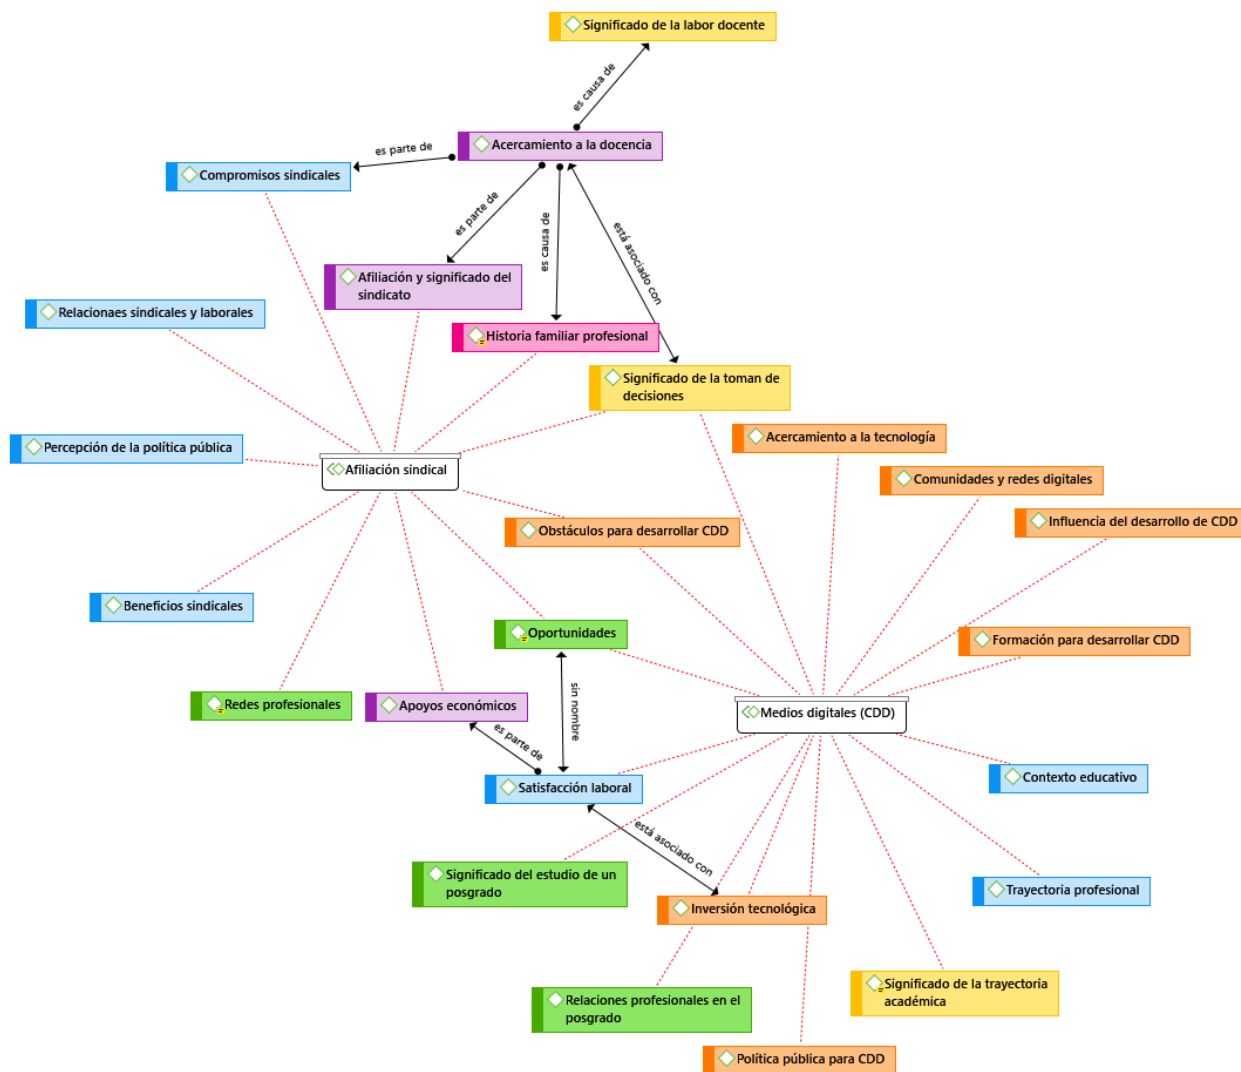 Significado de la labor docente
es causa de
Acercamiento a la docencia
es parte de
Compromisos sindicales
es parte de
es causa de
está asociado con
Afiliación y significado del
sindicato
Relacionaes sindicales y laborales
Historia familiar profesional
Significado de la toman de
decisiones
Acercamiento a la tecnología
Percepción de la política pública
Afiliación sindical
Comunidades y redes digitales
Influencia del desarrollo de CDD
Obstáculos para desarrollar CDD
Beneficios sindicales
Oportunidades
Formación para desarrollar CDD
Redes profesionales
Apoyos económicos
sin nombre
Medios digitales (CDD)
es parte de
Satisfacción laboral
Contexto educativo
está asociado con
Significado del estudio de un
posgrado
Trayectoria profesional
Inversión tecnológica
Significado de la trayectoria
académica
Relaciones profesionales en el
posgrado
Política pública para CDD